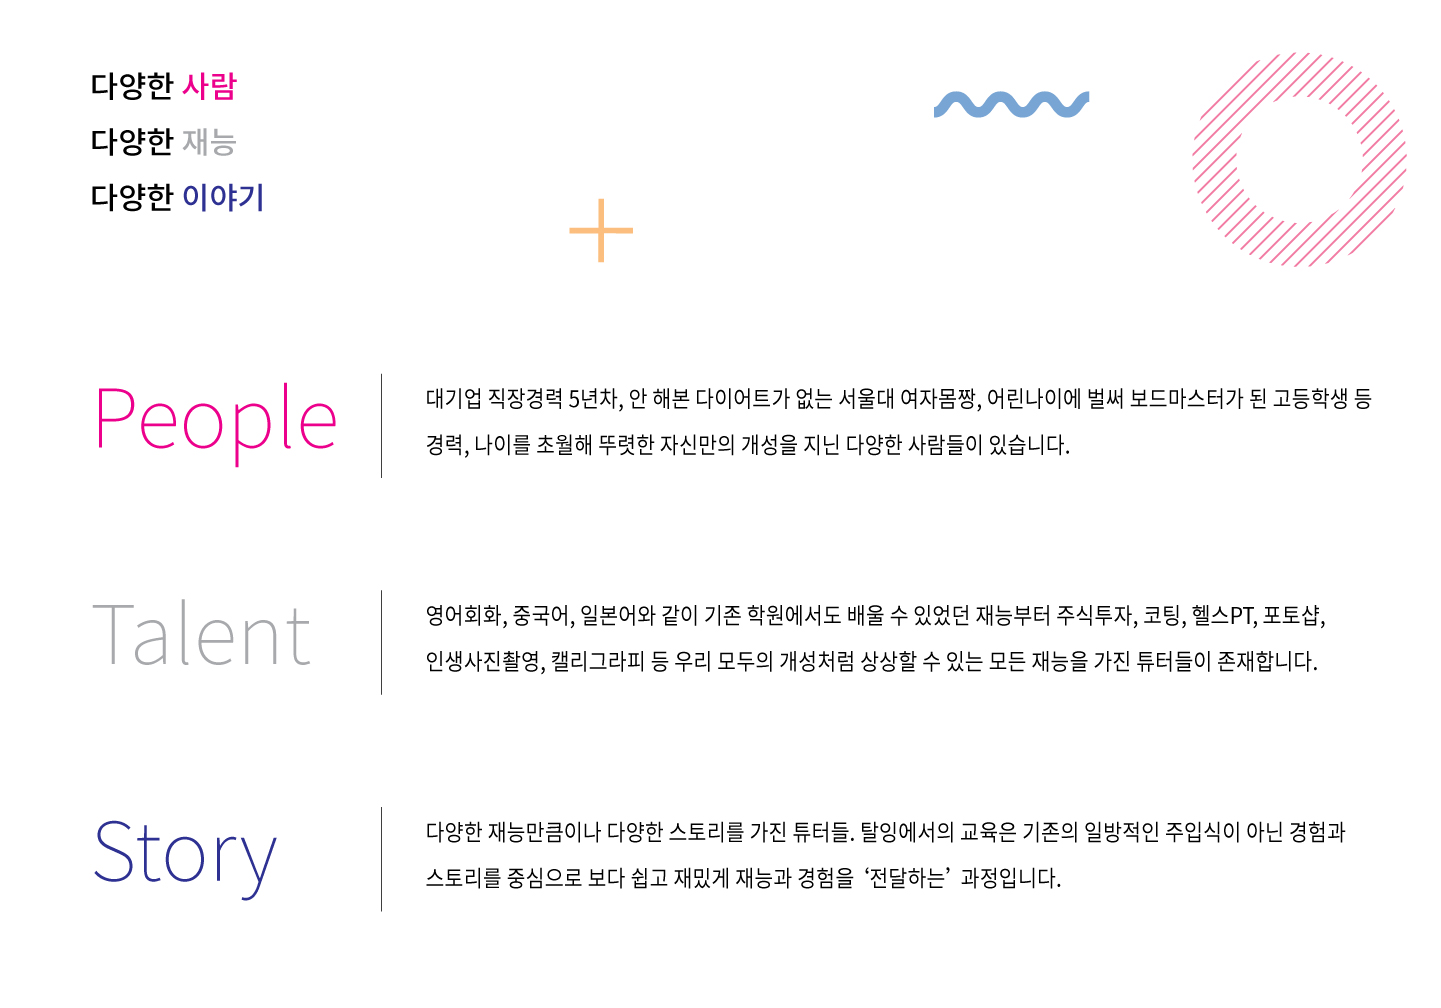 다양한 사람
다양한 재능
다양한 이야기
People
대기업 직장경력 5년차, 안 해본 다이어트가 없는 서울대 여자몸짱, 어린나이에 벌써 보드마스터가 된 고등학생 등
경력, 나이를 초월해 뚜렷한 자신만의 개성을 지닌 다양한 사람들이 있습니다.
Talent
영어회화, 중국어, 일본어와 같이 기존 학원에서도 배울 수 있었던 재능부터 주식투자, 코팅, 헬스PT, 포토샵,
인생사진촬영, 캘리그라피 등 우리 모두의 개성처럼 상상할 수 있는 모든 재능을 가진 튜터들이 존재합니다.
Story
다양한 재능만큼이나 다양한 스토리를 가진 튜터들. 탈잉에서의 교육은 기존의 일방적인 주입식이 아닌 경험과
스토리를 중심으로 보다 쉽고 재밌게 재능과 경험을 ‘전달하는’ 과정입니다.